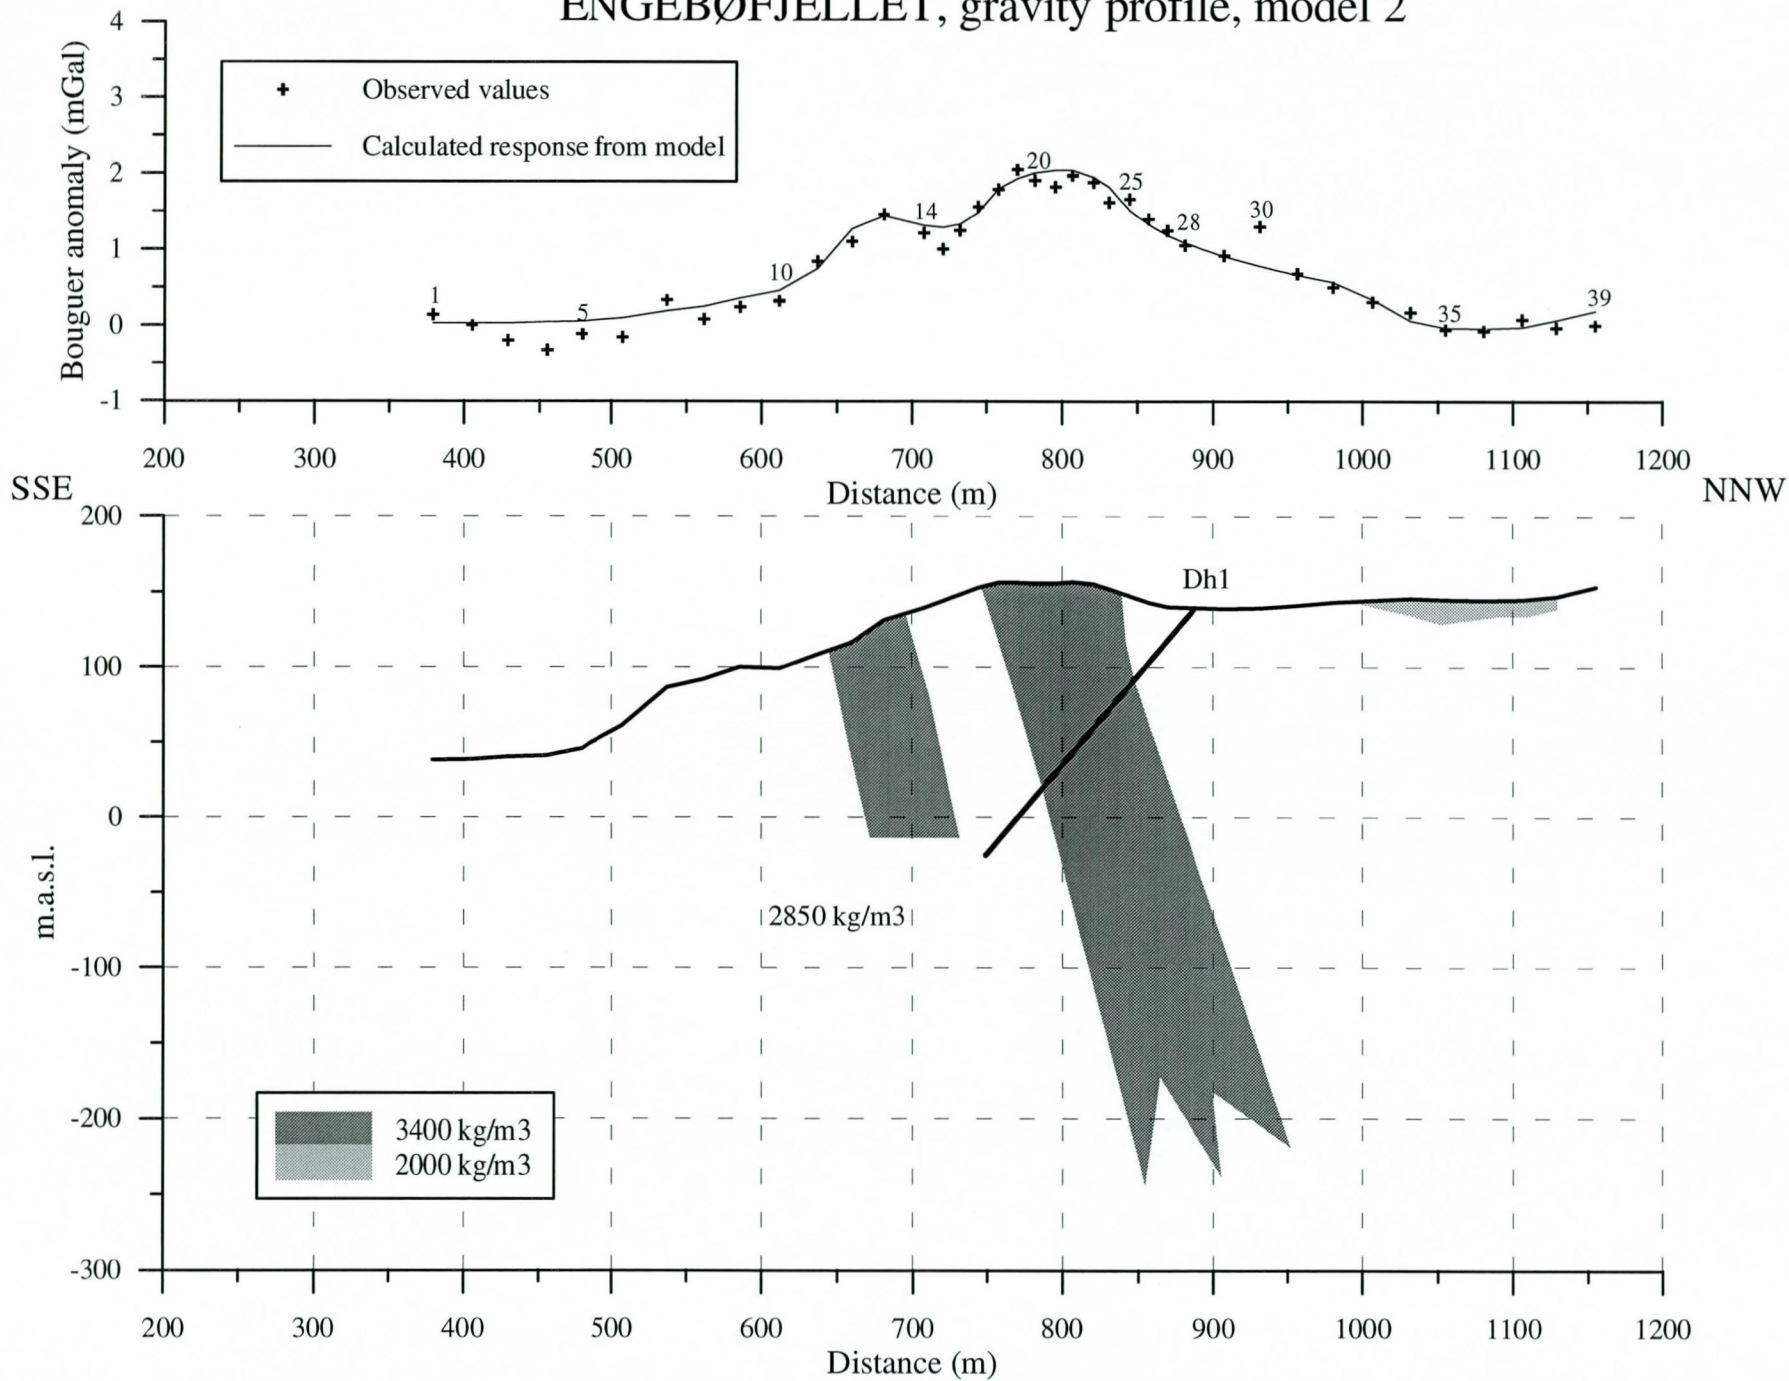 ENGEBØFJELLET, gravity profile, model 2
4
3
2
1
0
-1
Bouguer anomaly (mGal)
Observed values
Calculated response from model
1
5
10
14
20
25
28
30
35
39
200 300 400 500 600 700 800 900 1000 1100 1200
Distance (m)
SSE
NNW
200
100
0
-100
-200
-300
m.a.s.l.
Dh1
2850 kg/m3
3400 kg/m3
2000 kg/m3
200 300 400 500 600 700 800 900 1000 1100 1200
Distance (m)